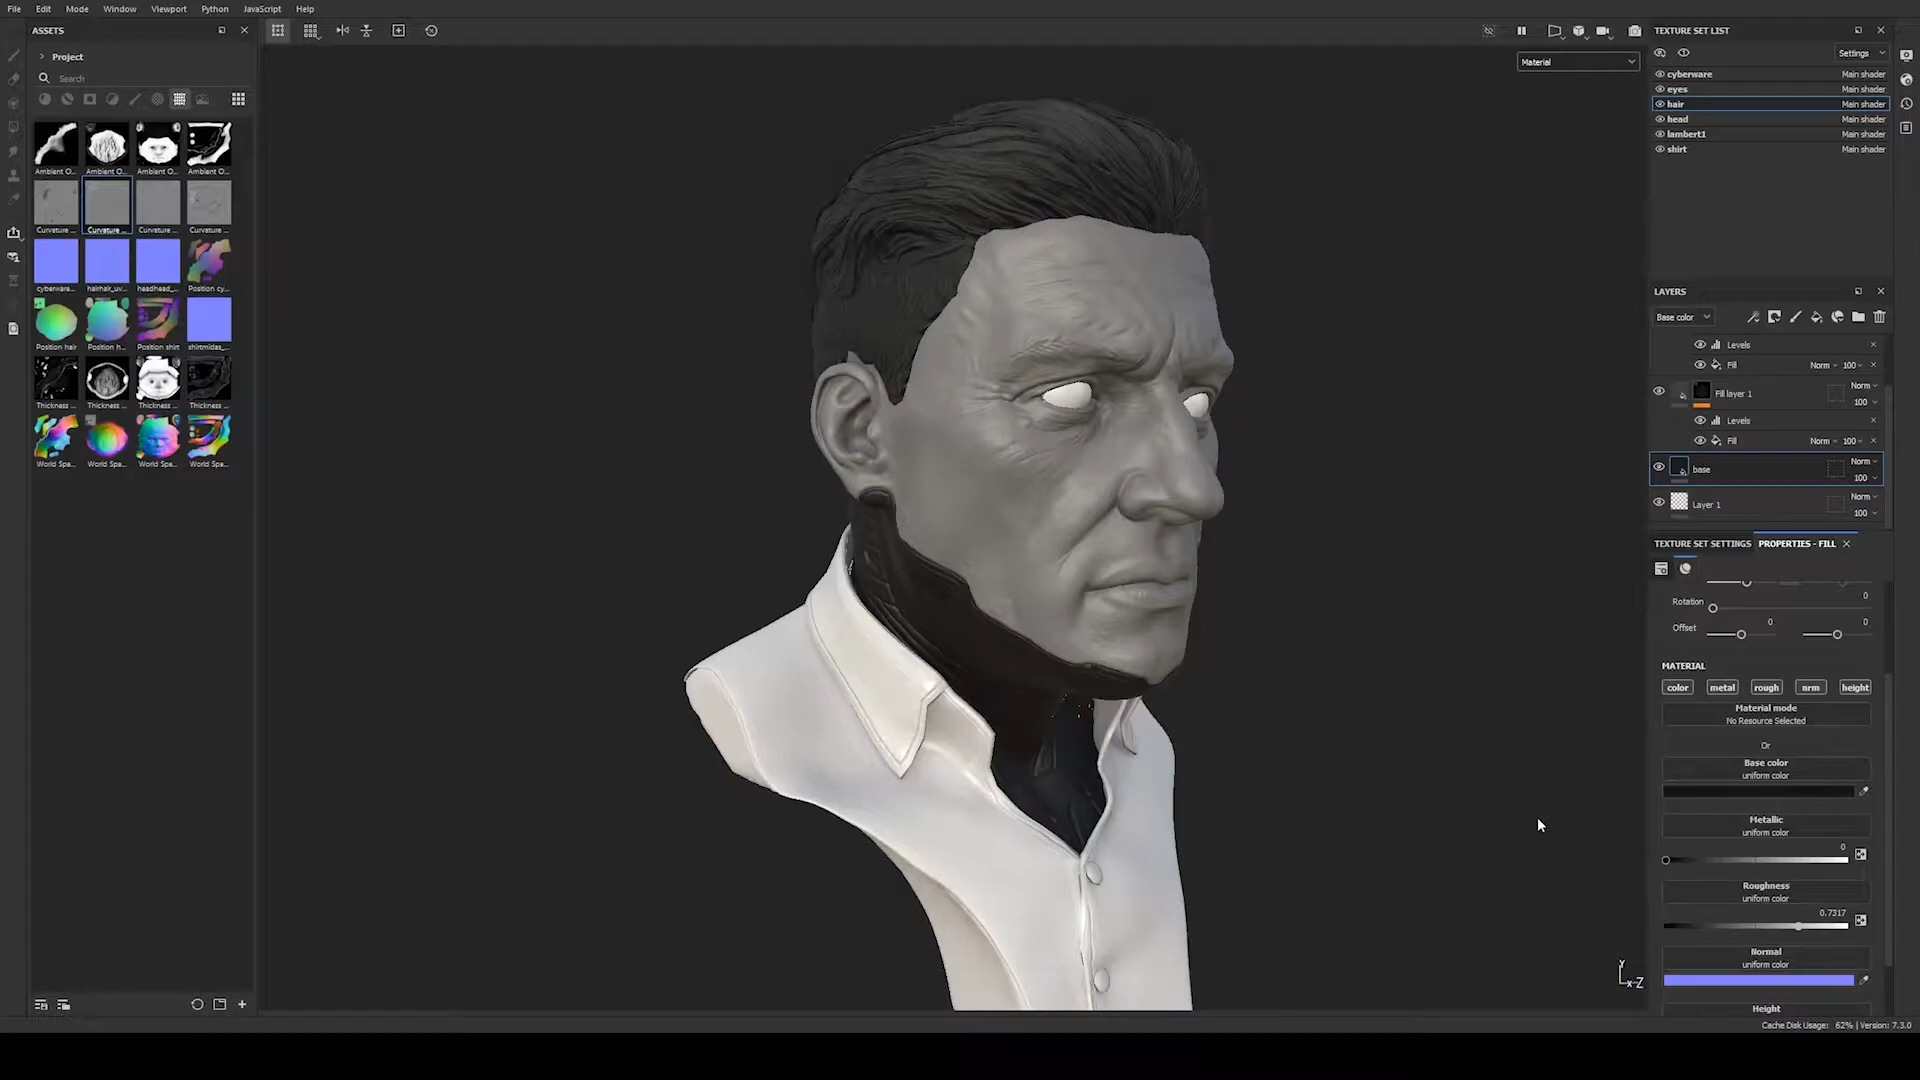 File Edit Mode Window Viewport Python JavaScript Help
ASSETS
Project
Search
Ambient O... Ambient O... Ambient O... Ambient O...
Curvature ... Curvature ... Curvature ... Curvature ...
cyberware... hairhair_uv... headhead_... Position cy...
Position hair Position h... Position shirt shirtmidas_...
Thickness ... Thickness ... Thickness ... Thickness ...
World Spa... World Spa... World Spa... World Spa...
Material
Y
X
Z
TEXTURE SET LIST
Settings
cyberware Main shader
eyes Main shader
hair Main shader
head Main shader
lambert1 Main shader
shirt Main shader
LAYERS
Base color
Levels
Fill Norm 100
Fill layer 1 Norm
100
Levels
Fill Norm 100
base Norm
100
Layer 1 Norm
100
TEXTURE SET SETTINGS PROPERTIES - FILL
Rotation 0
Offset 0 0
MATERIAL
color metal rough nrm height
Material mode
No Resource Selected
Or
Base color
uniform color
Metallic
uniform color
0
Roughness
uniform color
0.7317
Normal
uniform color
Height
Cache Disk Usage: 62% | Version: 7.3.0